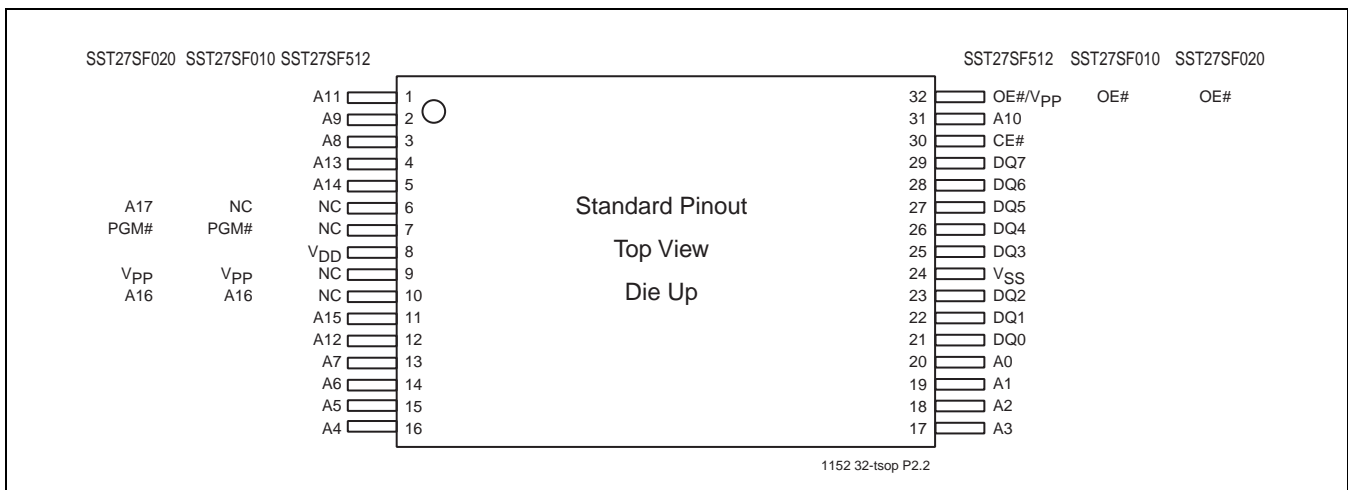 SST27SF020 SST27SF010 SST27SF512 SST27SF512 SST27SF010 SST27SF020
A11 1 32 OE#/VPP OE# OE#
A9 2 31 A10
A8 3 30 CE#
A13 4 29 DQ7
A14 5 28 DQ6
A17 NC NC 6 Standard Pinout 27 DQ5
PGM# PGM# NC 7 26 DQ4
VDD 8 Top View 25 DQ3
VPP VPP NC 9 24 VSS
A16 A16 NC 10 Die Up 23 DQ2
A15 11 22 DQ1
A12 12 21 DQ0
A7 13 20 A0
A6 14 19 A1
A5 15 18 A2
A4 16 17 A3
1152 32-tsop P2.2